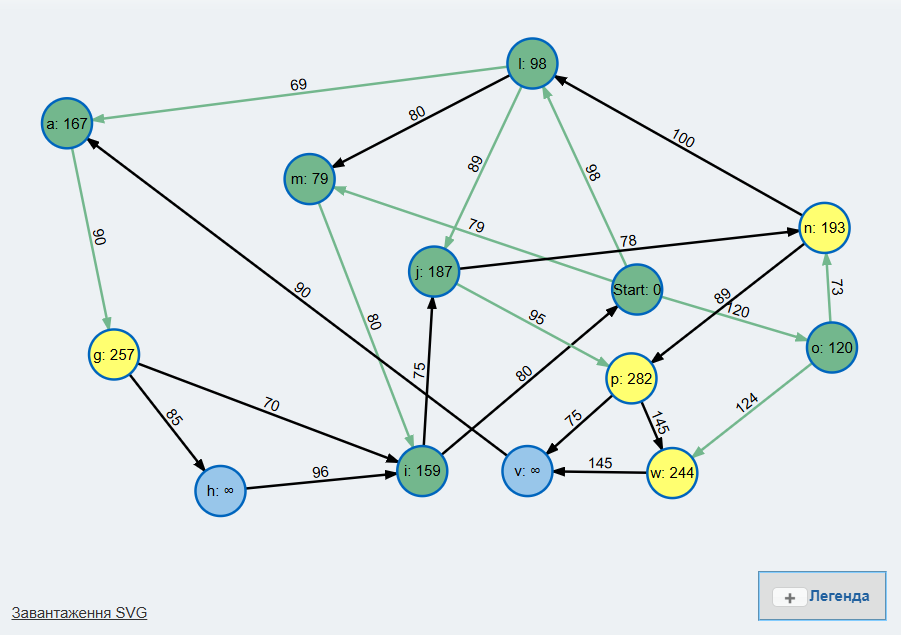 l: 98
69
80
a: 167
100
m: 79
89
98
90
79
78
n: 193
j: 187
Start: 0
90
89
120
73
80
95
o: 120
g: 257
75
80
p: 282
70
85
75
145
124
h: ∞
96
i: 159
v: ∞
145
w: 244
+ Легенда
Завантаження SVG